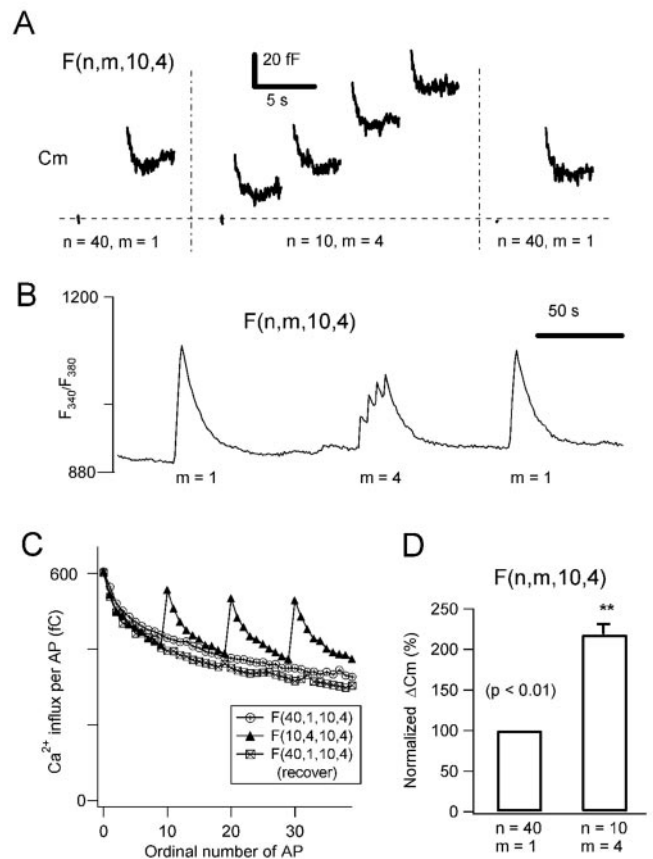 A
F(n,m,10,4)
20 fF
5 s
Cm
n = 40, m = 1
n = 10, m = 4
n = 40, m = 1
B
1200
F(n,m,10,4)
50 s
F340/F380
880
m = 1
m = 4
m = 1
C
600
Ca2+ influx per AP (fC)
F(40,1,10,4)
F(10,4,10,4)
F(40,1,10,4)
(recover)
0
0
10
20
30
Ordinal number of AP
D
F(n,m,10,4)
Normalized ΔCm (%)
250
200
150
100
50
0
**
(p < 0.01)
n = 40
m = 1
n = 10
m = 4